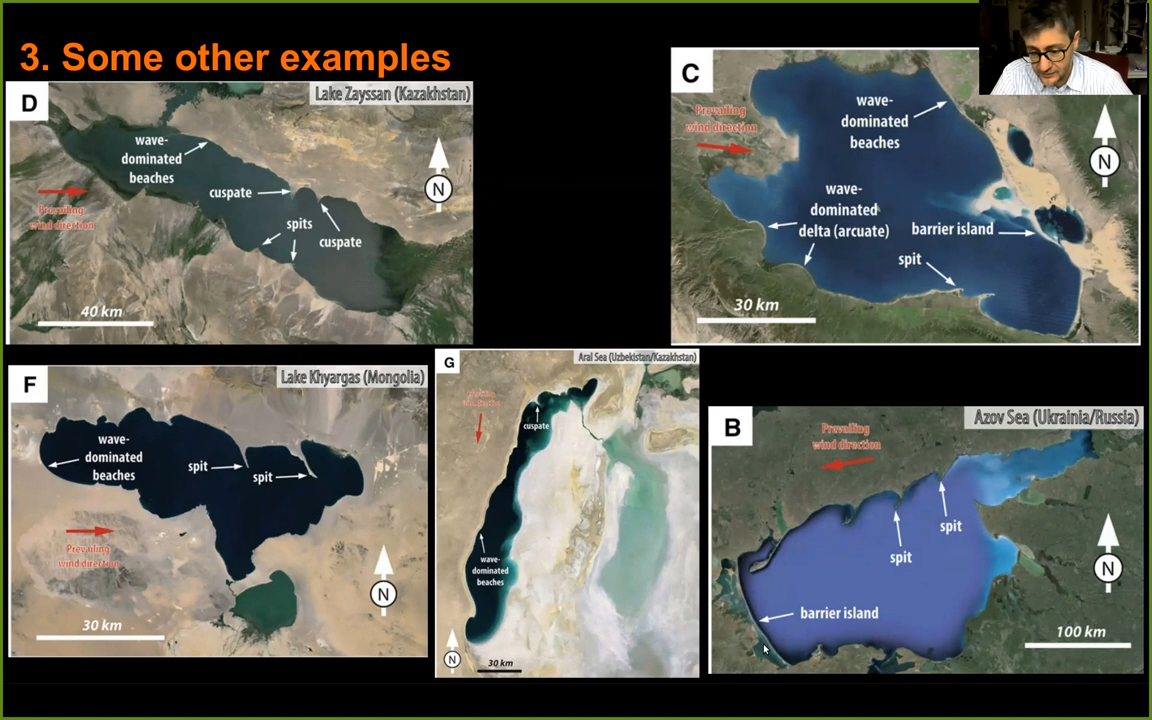 3. Some other examples
D
Lake Zayssan (Kazakhstan)
wave-
dominated
beaches
cuspate
spits
cuspate
Prevailing
wind direction
N
40 km
C
Prevailing
wind direction
wave-
dominated
beaches
wave-
dominated
delta (arcuate)
barrier island
spit
N
30 km
F
Lake Khyargas (Mongolia)
wave-
dominated
beaches
spit
spit
Prevailing
wind direction
N
30 km
G
Aral Sea (Uzbekistan/Kazakhstan)
cuspate
wave-
dominated
beaches
N
30 km
B
Azov Sea (Ukrainia/Russia)
Prevailing
wind direction
spit
spit
barrier island
N
100 km